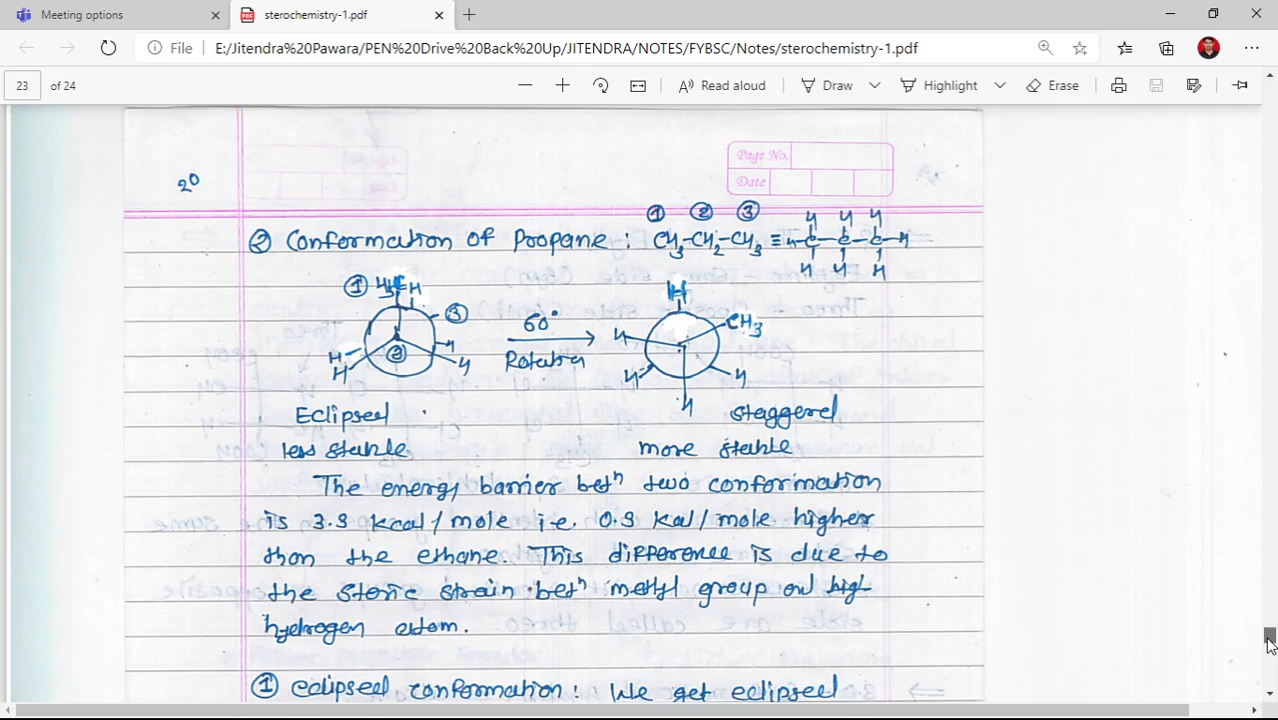 Meeting options
sterochemistry-1.pdf
File
E:/Jitendra%20Pawara/PEN%20Drive%20Back%20Up/JITENDRA/NOTES/FYBSC/Notes/sterochemistry-1.pdf
23 of 24
Read aloud
Draw
Highlight
Erase
Page No.
Date
20
① ② ③
② Conformation of Propane : CH3-CH2-CH3 ≡ H-C-C-C-H
H H H
H H H
① H3C H
③
H
H
②
H
H
60°
Rotation
H
H
CH3
H
H
H
Eclipsed
staggered
less stable
more stable
The energy barrier betn two conformation
is 3.3 kcal/mole i.e. 0.3 kal/mole higher
than the ethane. This difference is due to
the steric strain betn methyl group and
hydrogen atom.
① eclipsed conformation : We get eclipsed